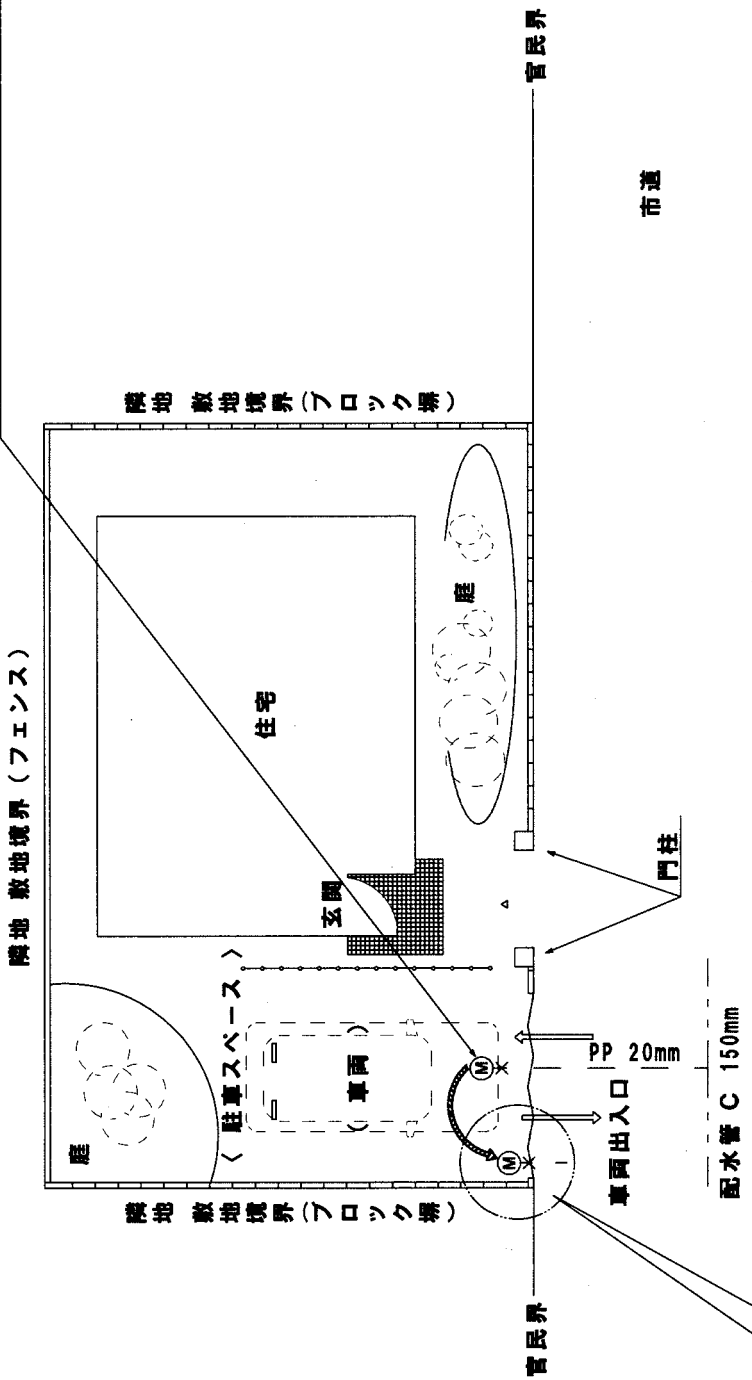 隣地 敷地境界(フェンス)
隣地 敷地境界(ブロック塀)
隣地 敷地境界(ブロック塀)
庭
〈 駐車スペース 〉
(車両)
玄関
住宅
庭
M
M
門柱
車両出入口
PP 20mm
配水管 C 150mm
官民界
官民界
市道